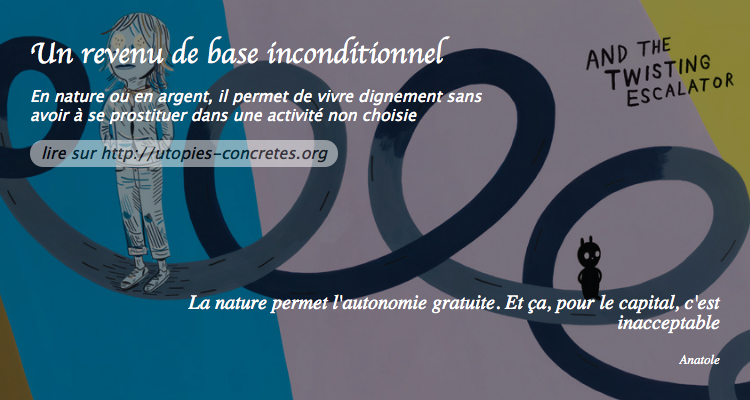 Un revenu de base inconditionnel
AND THE
TWISTING
ESCALATOR
En nature ou en argent, il permet de vivre dignement sans
avoir à se prostituer dans une activité non choisie
lire sur http://utopies-concretes.org
La nature permet l'autonomie gratuite. Et ça, pour le capital, c'est
inacceptable
Anatole